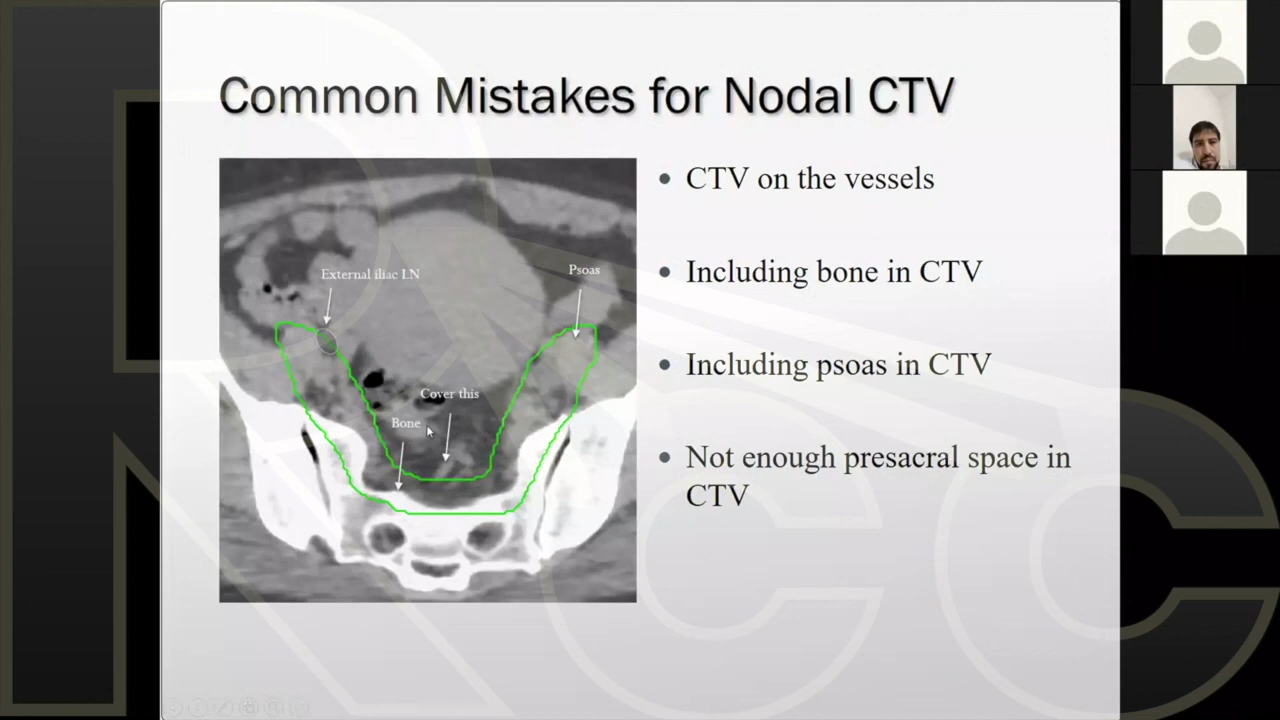 Common Mistakes for Nodal CTV
External iliac LN
Psoas
Cover this
Bone
CTV on the vessels
Including bone in CTV
Including psoas in CTV
Not enough presacral space in
CTV
RCC